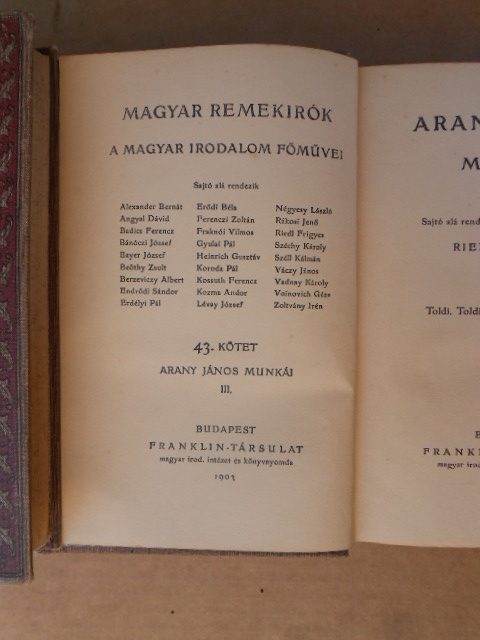 MAGYAR REMEKIRÓK
A MAGYAR IRODALOM FŐMŰVEI
Sajtó alá rendezik
Alexander Bernát
Angyal Dávid
Badics Ferencz
Bánóczi József
Bayer József
Beöthy Zsolt
Berzeviczy Albert
Endrődi Sándor
Erdélyi Pál
Erődi Béla
Ferenczi Zoltán
Fraknói Vilmos
Gyulai Pál
Heinrich Gusztáv
Koroda Pál
Kossuth Ferencz
Kozma Andor
Lévay József
Négyesy László
Rákosi Jenő
Riedl Frigyes
Széchy Károly
Széll Kálmán
Váczy János
Vadnay Károly
Voinovich Géza
Zoltvány Irén
43. KÖTET
ARANY JÁNOS MUNKÁI
III.
BUDAPEST
FRANKLIN-TÁRSULAT
magyar irod. intézet és könyvnyomda
1903
ARAN
M
Sajtó alá rende
RIE
Toldi. Toldi
FRANKL
magyar irod